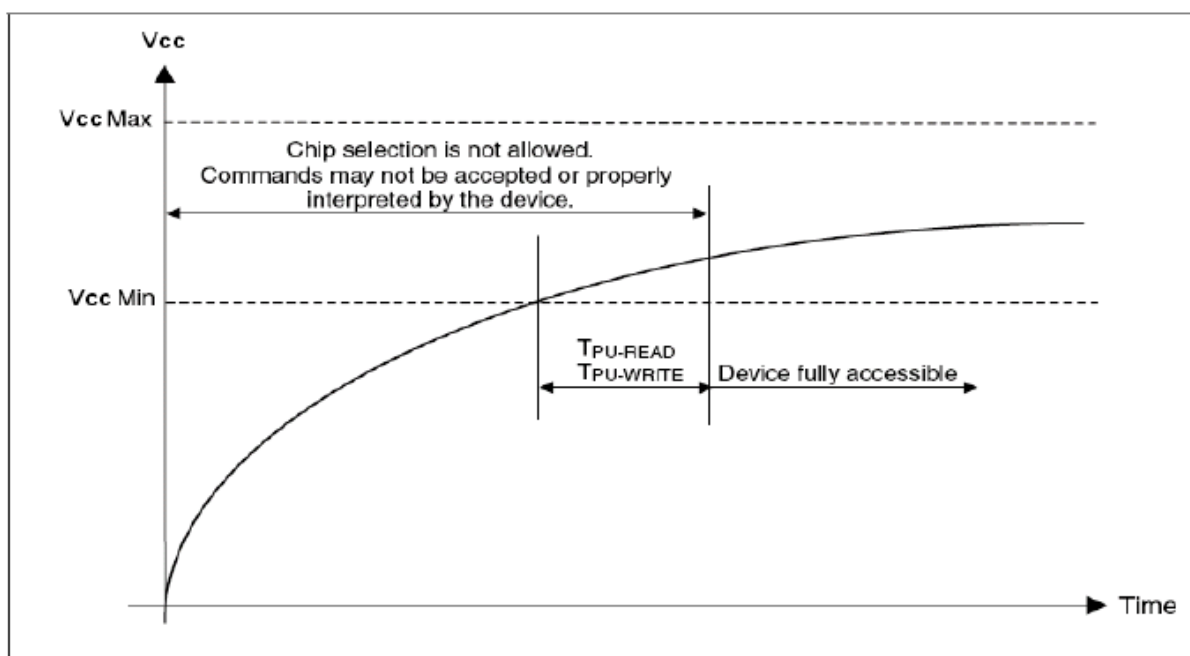 Vcc
Vcc Max
Chip selection is not allowed.
Commands may not be accepted or properly
interpreted by the device.
Vcc Min
TPU-READ
TPU-WRITE
Device fully accessible
Time